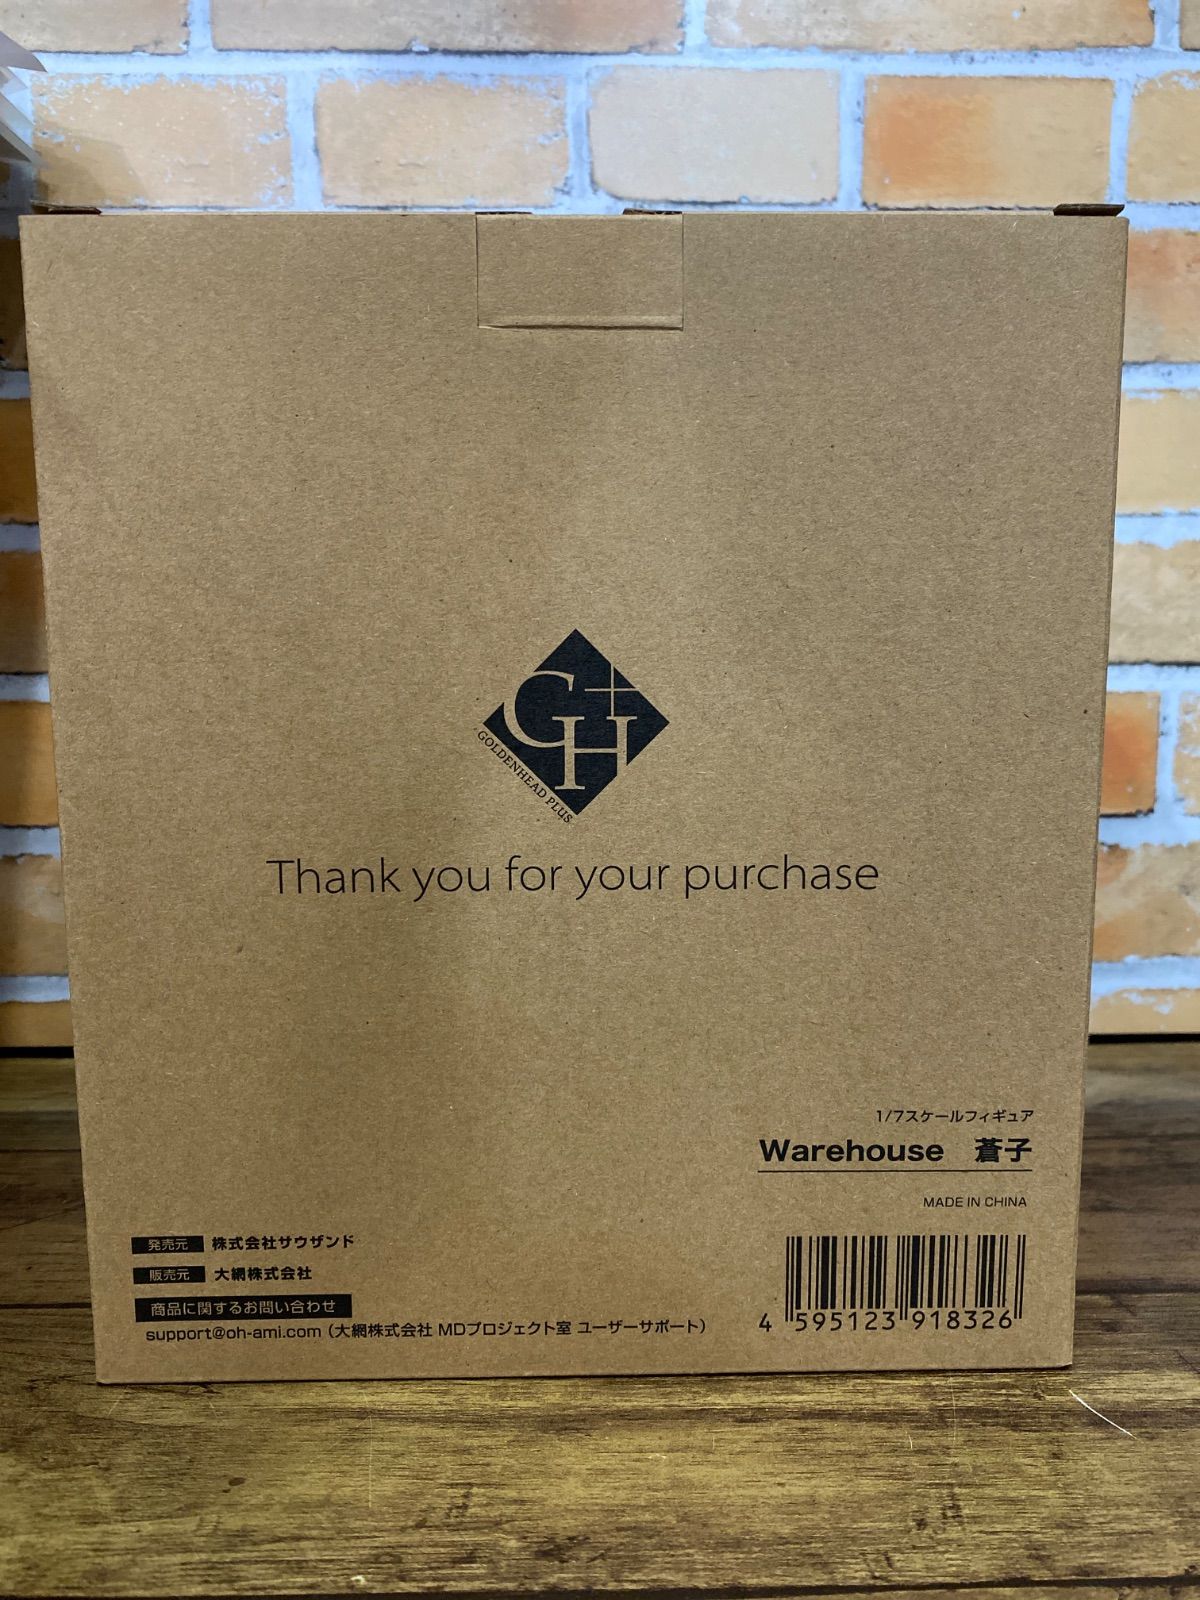 GH+
GOLDENHEAD PLUS
Thank you for your purchase
1/7スケールフィギュア
Warehouse 蒼子
MADE IN CHINA
発売元 株式会社サウザンド
販売元 大網株式会社
商品に関するお問い合わせ
support@oh-ami.com（大網株式会社 MDプロジェクト室 ユーザーサポート）
4 595123 918326